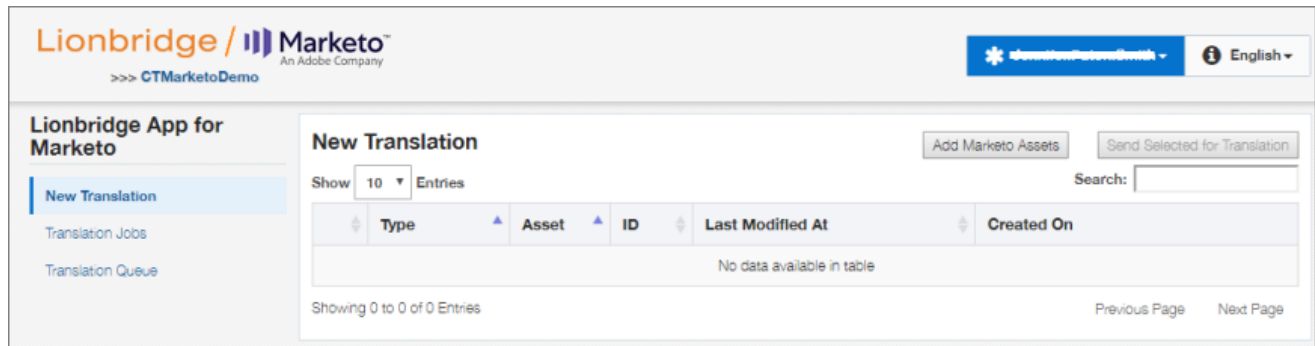 Lionbridge / Marketo™
An Adobe Company
>>> CTMarketoDemo
English
Lionbridge App for
Marketo
New Translation
Translation Jobs
Translation Queue
New Translation
Add Marketo Assets
Send Selected for Translation
Show 10 Entries
Search:
Type Asset ID Last Modified At Created On
No data available in table
Showing 0 to 0 of 0 Entries
Previous Page Next Page